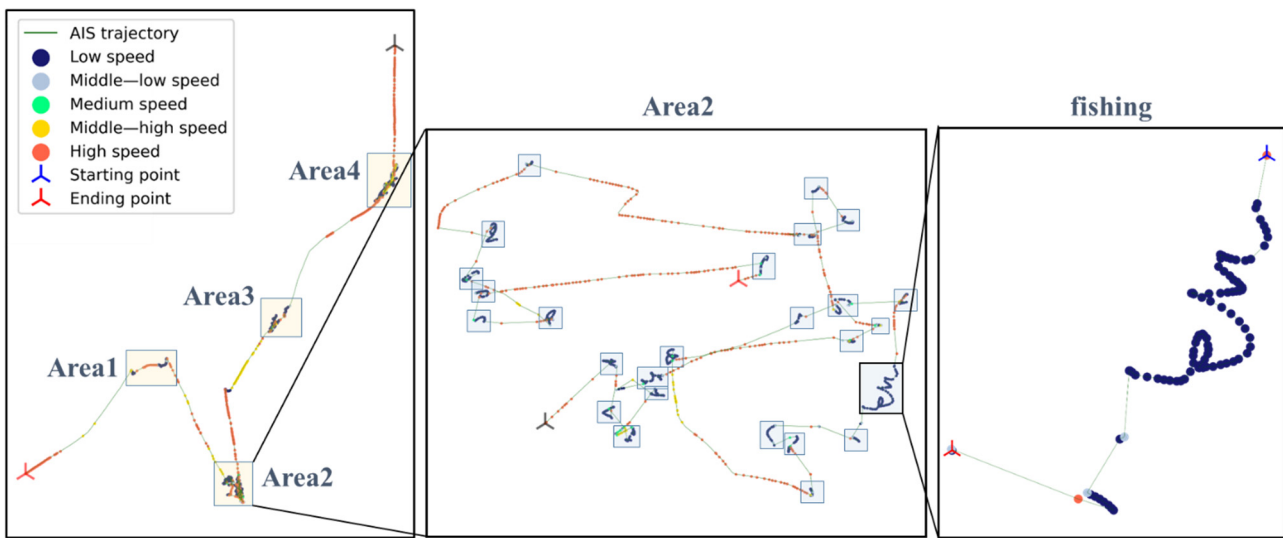 AIS trajectory
Low speed
Middle—low speed
Medium speed
Middle—high speed
High speed
Starting point
Ending point
Area4
Area3
Area1
Area2
Area2
fishing